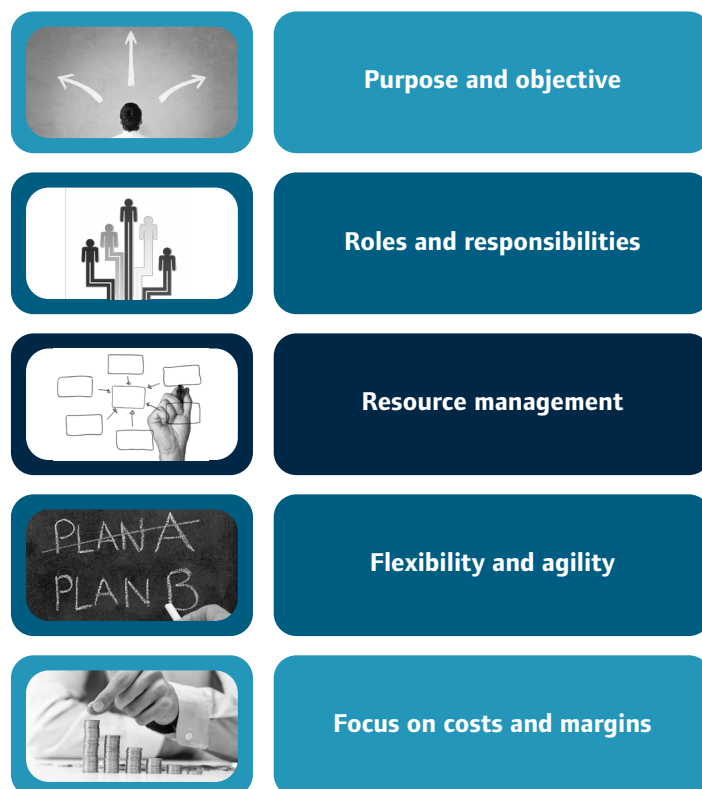 Purpose and objective
Roles and responsibilities
Resource management
PLAN A
PLAN B
Flexibility and agility
Focus on costs and margins